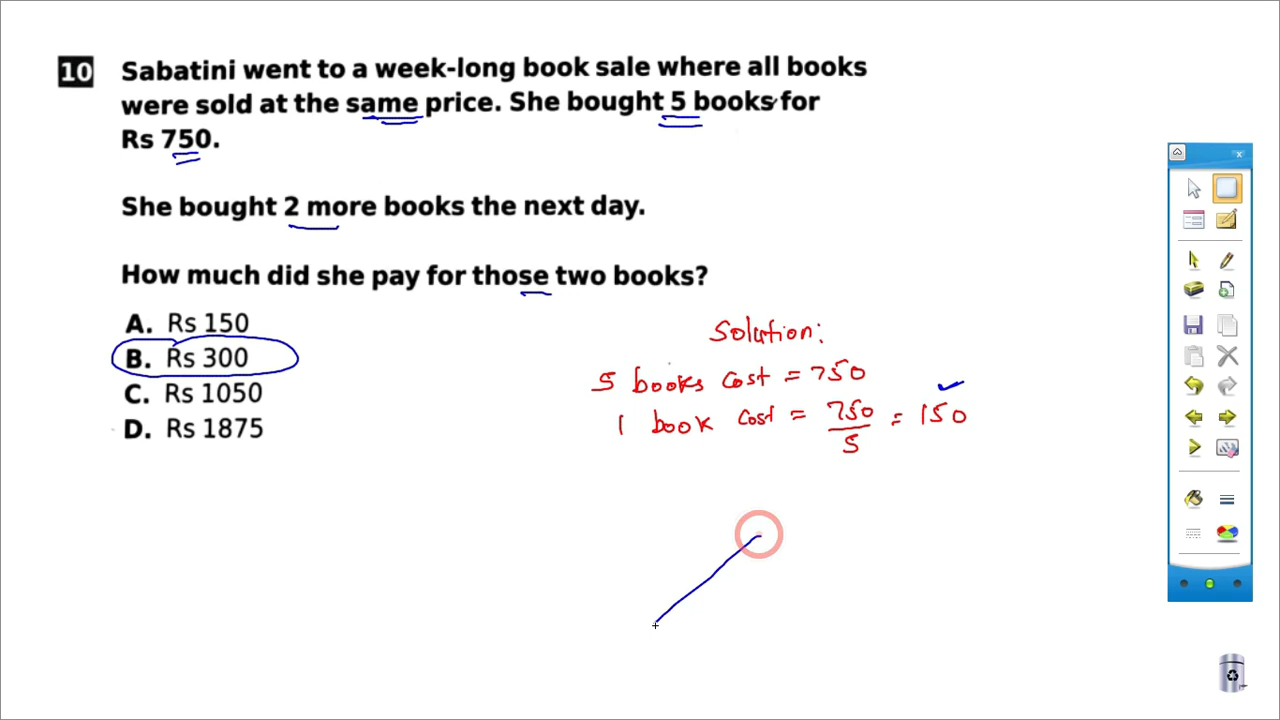 10 Sabatini went to a week-long book sale where all books
were sold at the same price. She bought 5 books for
Rs 750.
She bought 2 more books the next day.
How much did she pay for those two books?
A. Rs 150
B. Rs 300
C. Rs 1050
D. Rs 1875
Solution:
5 books cost = 750
1 book cost = 750/5 = 150